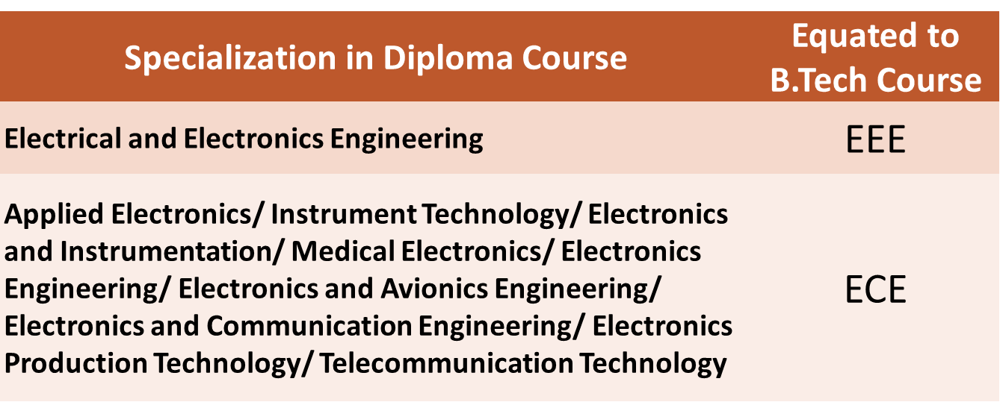 Specialization in Diploma Course
Equated to
B.Tech Course
Electrical and Electronics Engineering
EEE
Applied Electronics/ Instrument Technology/ Electronics
and Instrumentation/ Medical Electronics/ Electronics
Engineering/ Electronics and Avionics Engineering/
Electronics and Communication Engineering/ Electronics
Production Technology/ Telecommunication Technology
ECE